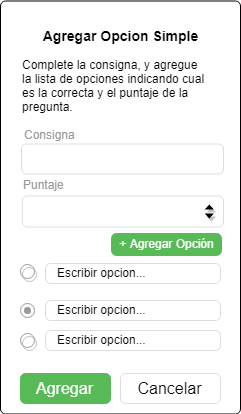 Agregar Opcion Simple
Complete la consigna, y agregue
la lista de opciones indicando cual
es la correcta y el puntaje de la
pregunta.
Consigna
Puntaje
+ Agregar Opción
Escribir opcion...
Escribir opcion...
Escribir opcion...
Agregar Cancelar